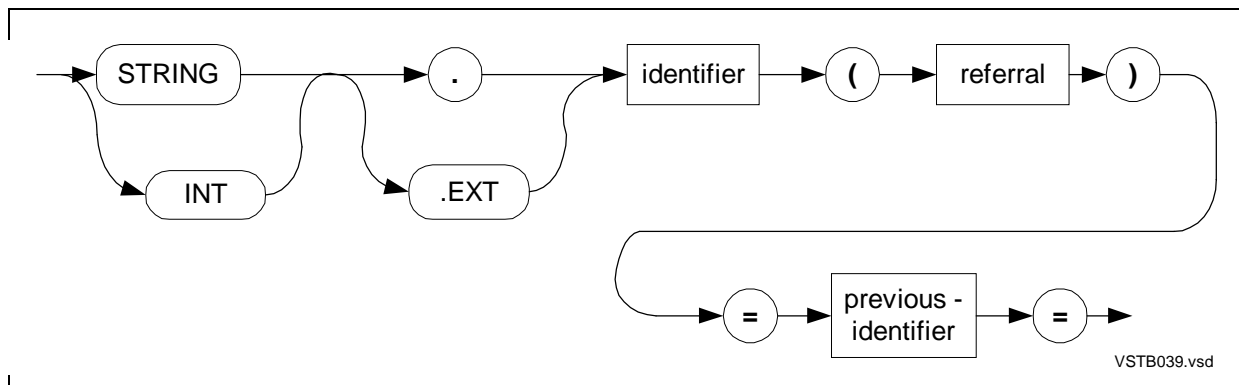 STRING . identifier ( referral )
INT .EXT
= previous - =
identifier
VSTB039.vsd